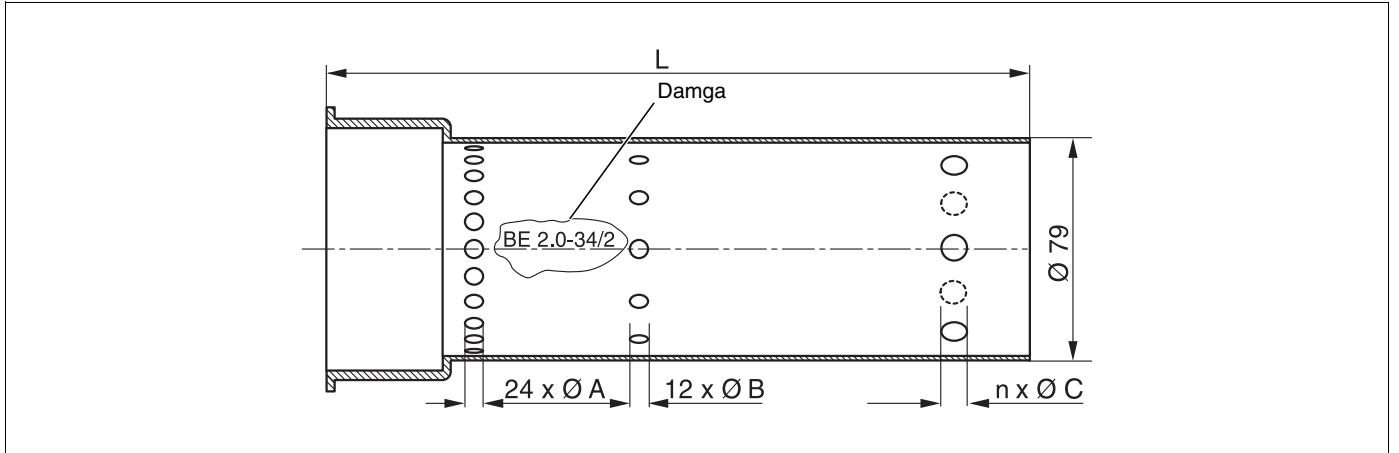 L
Damga
BE 2.0-34/2
Ø 79
24 x Ø A
12 x Ø B
n x Ø C